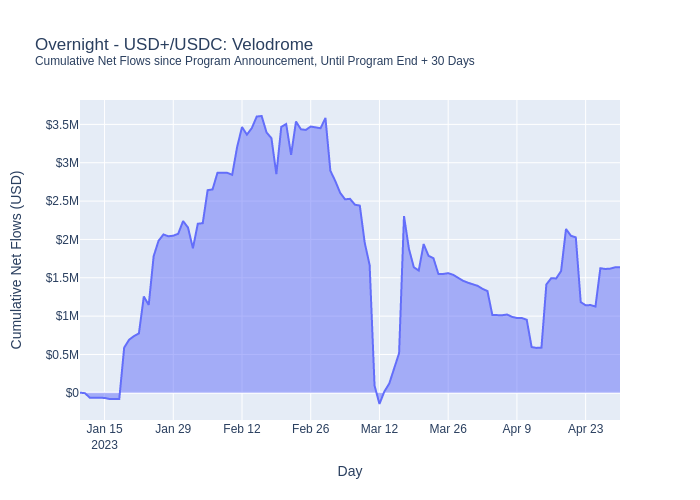 Overnight - USD+/USDC: Velodrome
Cumulative Net Flows since Program Announcement, Until Program End + 30 Days
Cumulative Net Flows (USD)
$3.5M
$3M
$2.5M
$2M
$1.5M
$1M
$0.5M
$0
Jan 15 Jan 29 Feb 12 Feb 26 Mar 12 Mar 26 Apr 9 Apr 23
2023
Day